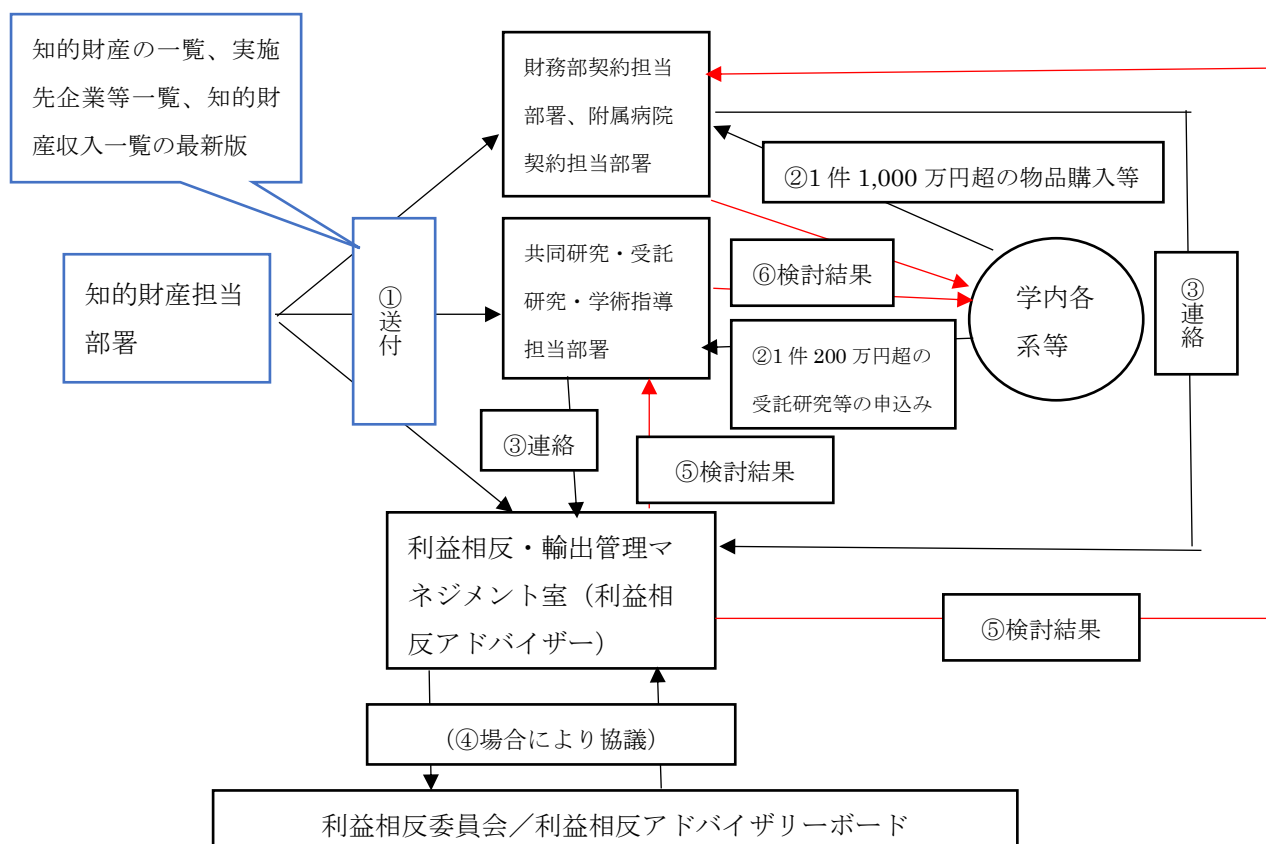 知的財産の一覧、実施
先企業等一覧、知的財
産収入一覧の最新版
財務部契約担当
部署、附属病院
契約担当部署
②1 件 1,000 万円超の物品購入等
知的財産担当
部署
①送付
共同研究・受託
研究・学術指導
担当部署
⑥検討結果
学内各
系等
③連絡
②1 件 200 万円超の
受託研究等の申込み
③連絡
⑤検討結果
利益相反・輸出管理マ
ネジメント室（利益相
反アドバイザー）
⑤検討結果
（④場合により協議）
利益相反委員会／利益相反アドバイザリーボード